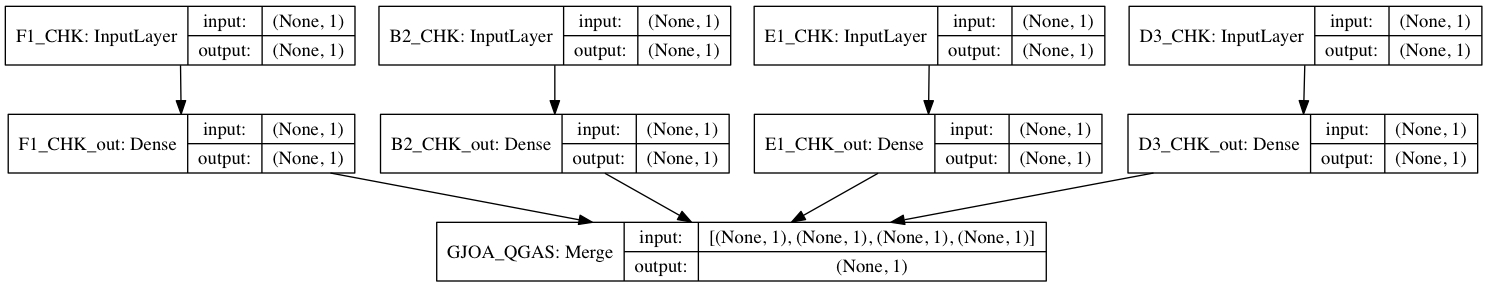 F1_CHK: InputLayer
input: (None, 1)
output: (None, 1)
B2_CHK: InputLayer
input: (None, 1)
output: (None, 1)
E1_CHK: InputLayer
input: (None, 1)
output: (None, 1)
D3_CHK: InputLayer
input: (None, 1)
output: (None, 1)
F1_CHK_out: Dense
input: (None, 1)
output: (None, 1)
B2_CHK_out: Dense
input: (None, 1)
output: (None, 1)
E1_CHK_out: Dense
input: (None, 1)
output: (None, 1)
D3_CHK_out: Dense
input: (None, 1)
output: (None, 1)
GJOA_QGAS: Merge
input: [(None, 1), (None, 1), (None, 1), (None, 1)]
output: (None, 1)